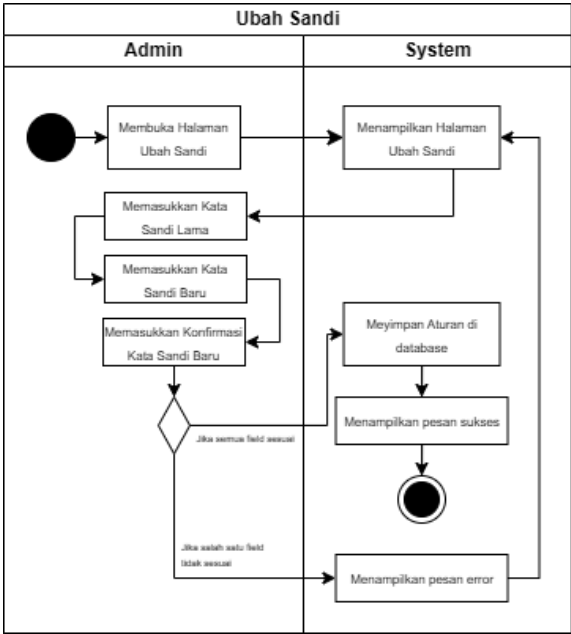 Ubah Sandi
Admin
System
Membuka Halaman
Ubah Sandi
Menampilkan Halaman
Ubah Sandi
Memasukkan Kata
Sandi Lama
Memasukkan Kata
Sandi Baru
Memasukkan Konfirmasi
Kata Sandi Baru
Meyimpan Aturan di
database
Jika semua field sesuai
Menampilkan pesan sukses
Jika salah satu field
tidak sesuai
Menampilkan pesan error